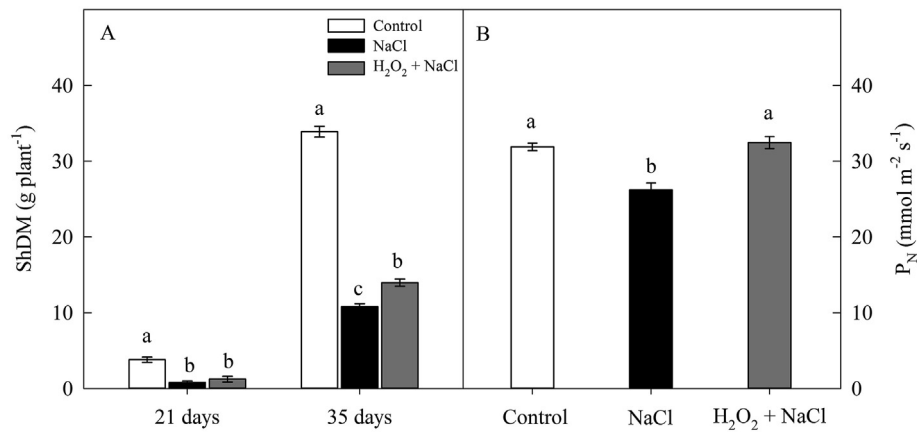 A
Control
NaCl
H₂O₂ + NaCl
B
ShDM (g plant⁻¹)
40
30
20
10
0
a
b
b
a
c
b
21 days
35 days
a
b
a
Control
NaCl
H₂O₂ + NaCl
40
30
20
10
0
P_N (mmol m⁻² s⁻¹)